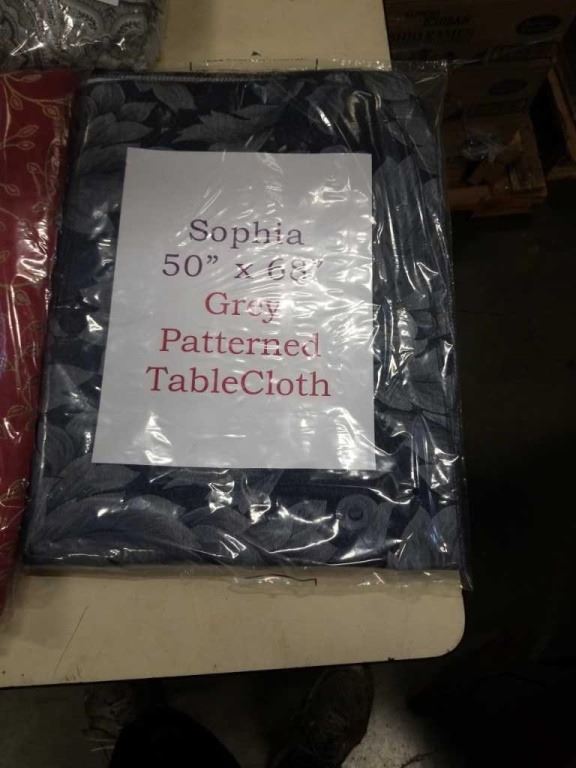 Sophia
50" x 68"
Grey
Patterned
TableCloth